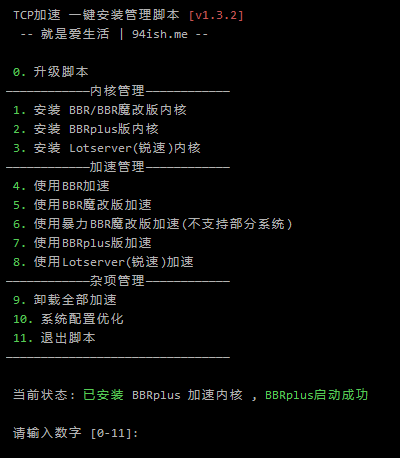 TCP加速 一键安装管理脚本 [v1.3.2]
-- 就是爱生活 | 94ish.me --
0. 升级脚本
————————————内核管理————————————
1. 安装 BBR/BBR魔改版内核
2. 安装 BBRplus版内核
3. 安装 Lotserver(锐速)内核
————————————加速管理————————————
4. 使用BBR加速
5. 使用BBR魔改版加速
6. 使用暴力BBR魔改版加速(不支持部分系统)
7. 使用BBRplus版加速
8. 使用Lotserver(锐速)加速
————————————杂项管理————————————
9. 卸载全部加速
10. 系统配置优化
11. 退出脚本
————————————————————————————————
当前状态: 已安装 BBRplus 加速内核 , BBRplus启动成功
请输入数字 [0-11]: